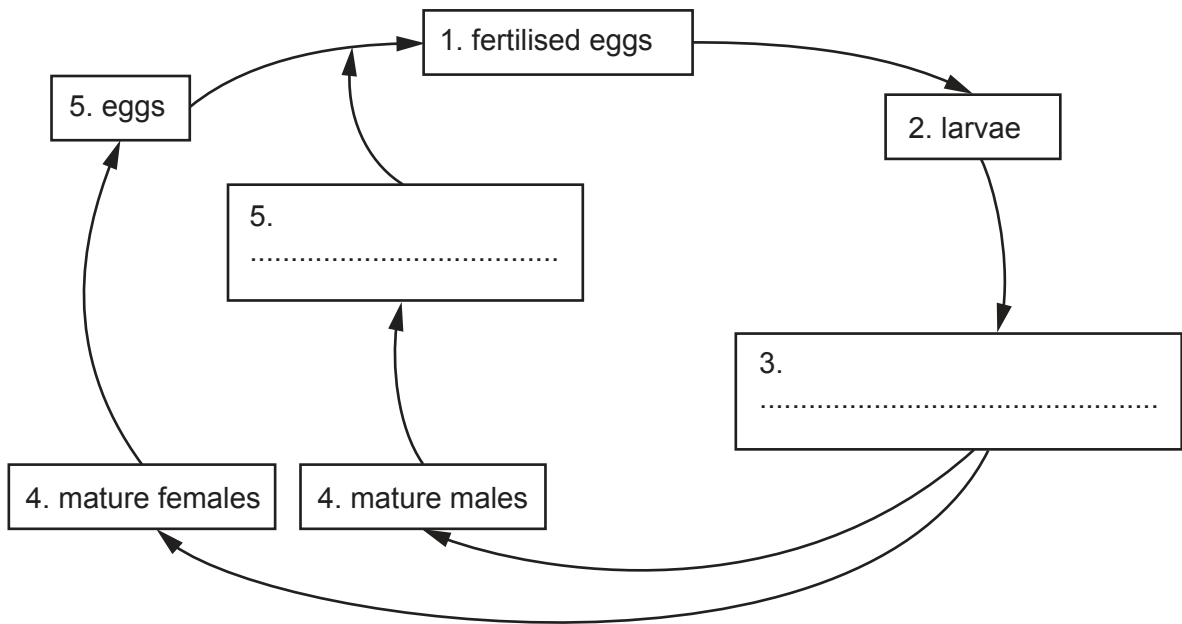 1. fertilised eggs
5. eggs
2. larvae
5.
......................................
3.
.................................................
4. mature females
4. mature males